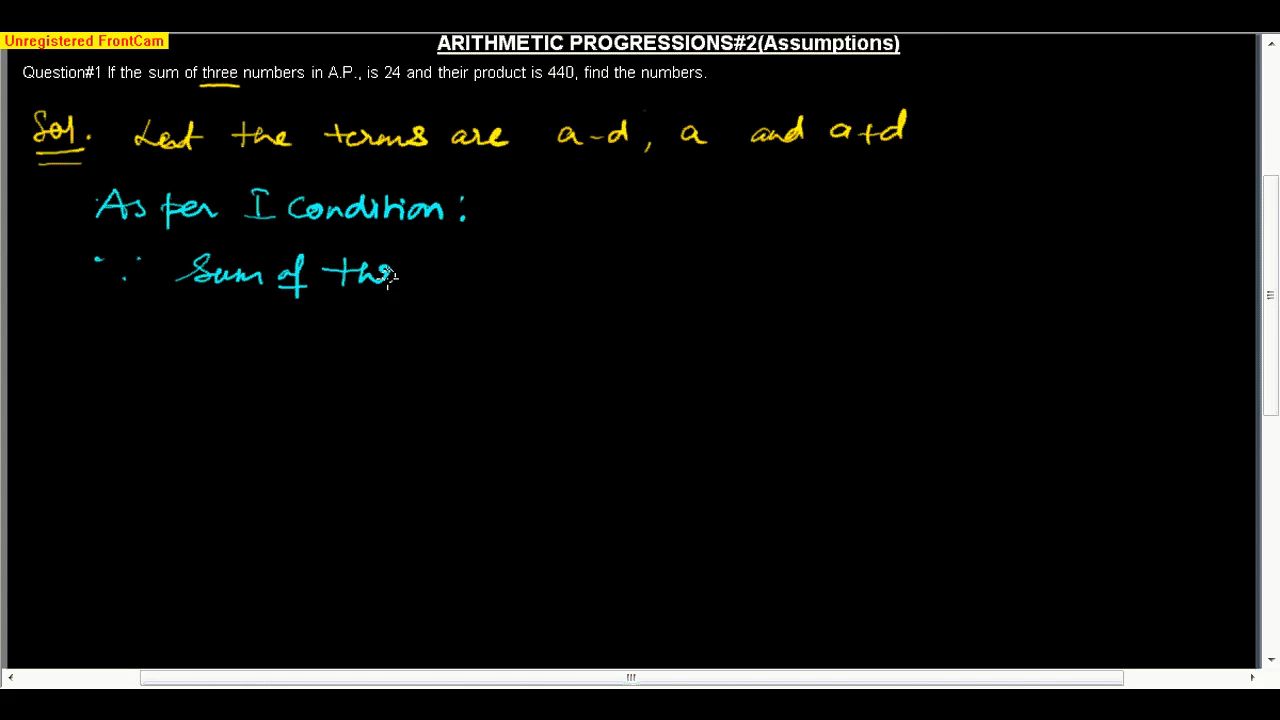 Unregistered FrontCam
ARITHMETIC PROGRESSIONS#2(Assumptions)
Question#1 If the sum of three numbers in A.P., is 24 and their product is 440, find the numbers.
Sol. Let the terms are a-d, a and a+d
As per I Condition:
∵ Sum of